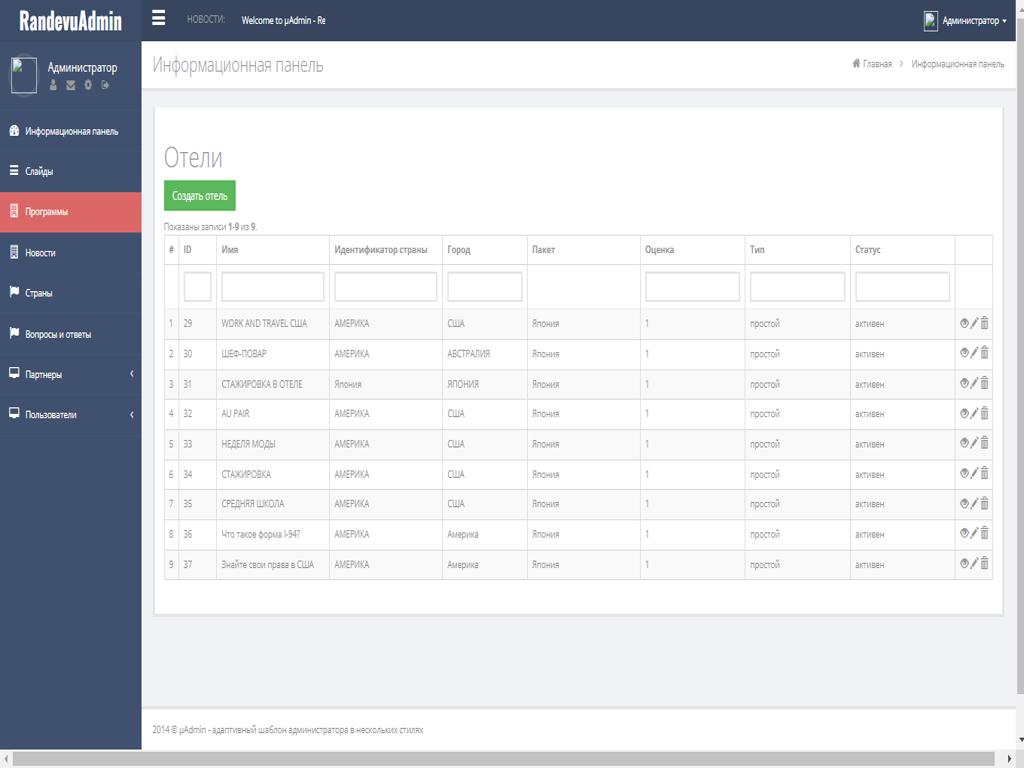 RandevuAdmin
НОВОСТИ: Welcome to μAdmin - Re
Администратор
Администратор
Информационная панель
Слайды
Программы
Новости
Страны
Вопросы и ответы
Партнеры
Пользователи
Информационная панель
Главная > Информационная панель
Отели
Создать отель
Показаны записи 1-9 из 9.
# ID Имя Идентификатор страны Город Пакет Оценка Тип Статус
1 29 WORK AND TRAVEL США АМЕРИКА США Япония 1 простой активен
2 30 ШЕФ-ПОВАР АМЕРИКА АВСТРАЛИЯ Япония 1 простой активен
3 31 СТАЖИРОВКА В ОТЕЛЕ Япония ЯПОНИЯ Япония 1 простой активен
4 32 AU PAIR АМЕРИКА США Япония 1 простой активен
5 33 НЕДЕЛЯ МОДЫ АМЕРИКА США Япония 1 простой активен
6 34 СТАЖИРОВКА АМЕРИКА США Япония 1 простой активен
7 35 СРЕДНЯЯ ШКОЛА АМЕРИКА США Япония 1 простой активен
8 36 Что такое форма I-94? АМЕРИКА Америка Япония 1 простой активен
9 37 Знайте свои права в США АМЕРИКА Америка Япония 1 простой активен
2014 © μAdmin - адаптивный шаблон администратора в нескольких стилях